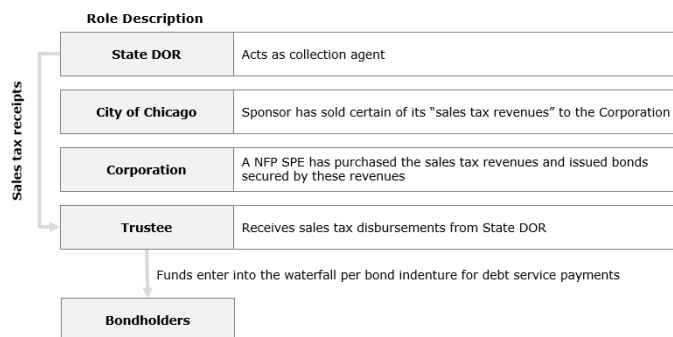 Role Description
State DOR
Acts as collection agent
City of Chicago
Sponsor has sold certain of its “sales tax revenues” to the Corporation
Corporation
A NFP SPE has purchased the sales tax revenues and issued bonds
secured by these revenues
Trustee
Receives sales tax disbursements from State DOR
Sales tax receipts
Funds enter into the waterfall per bond indenture for debt service payments
Bondholders